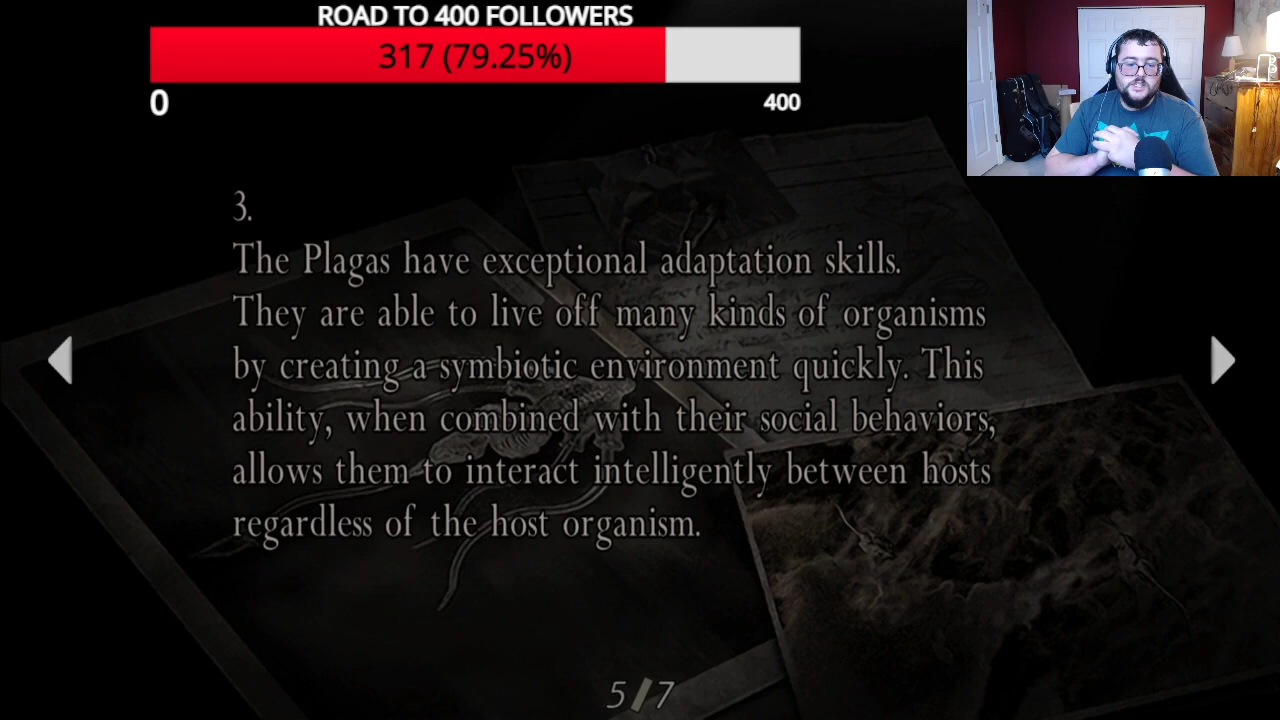 ROAD TO 400 FOLLOWERS
317 (79.25%)
0
400
3.
The Plagas have exceptional adaptation skills.
They are able to live off many kinds of organisms
by creating a symbiotic environment quickly. This
ability, when combined with their social behaviors,
allows them to interact intelligently between hosts
regardless of the host organism.
5/7